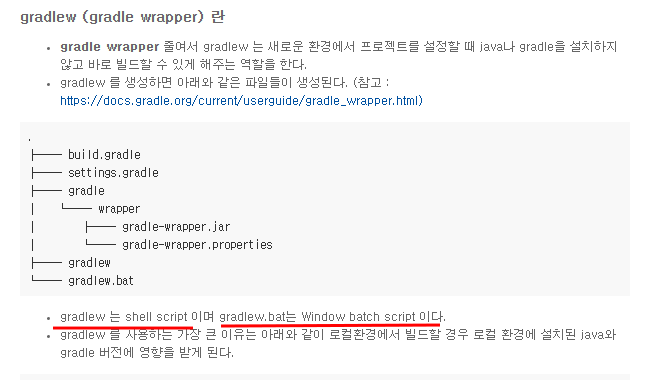 gradlew (gradle wrapper) 란
gradle wrapper 줄여서 gradlew 는 새로운 환경에서 프로젝트를 설정할 때 java나 gradle을 설치하지
않고 바로 빌드할 수 있게 해주는 역할을 한다.
gradlew 를 생성하면 아래와 같은 파일들이 생성된다. (참고 :
https://docs.gradle.org/current/userguide/gradle_wrapper.html)
.
├── build.gradle
├── settings.gradle
├── gradle
│   └── wrapper
│       ├── gradle-wrapper.jar
│       └── gradle-wrapper.properties
├── gradlew
└── gradlew.bat
gradlew 는 shell script 이며 gradlew.bat는 Window batch script 이다.
gradlew 를 사용하는 가장 큰 이유는 아래와 같이 로컬환경에서 빌드할 경우 로컬 환경에 설치된 java와
gradle 버전에 영향을 받게 된다.